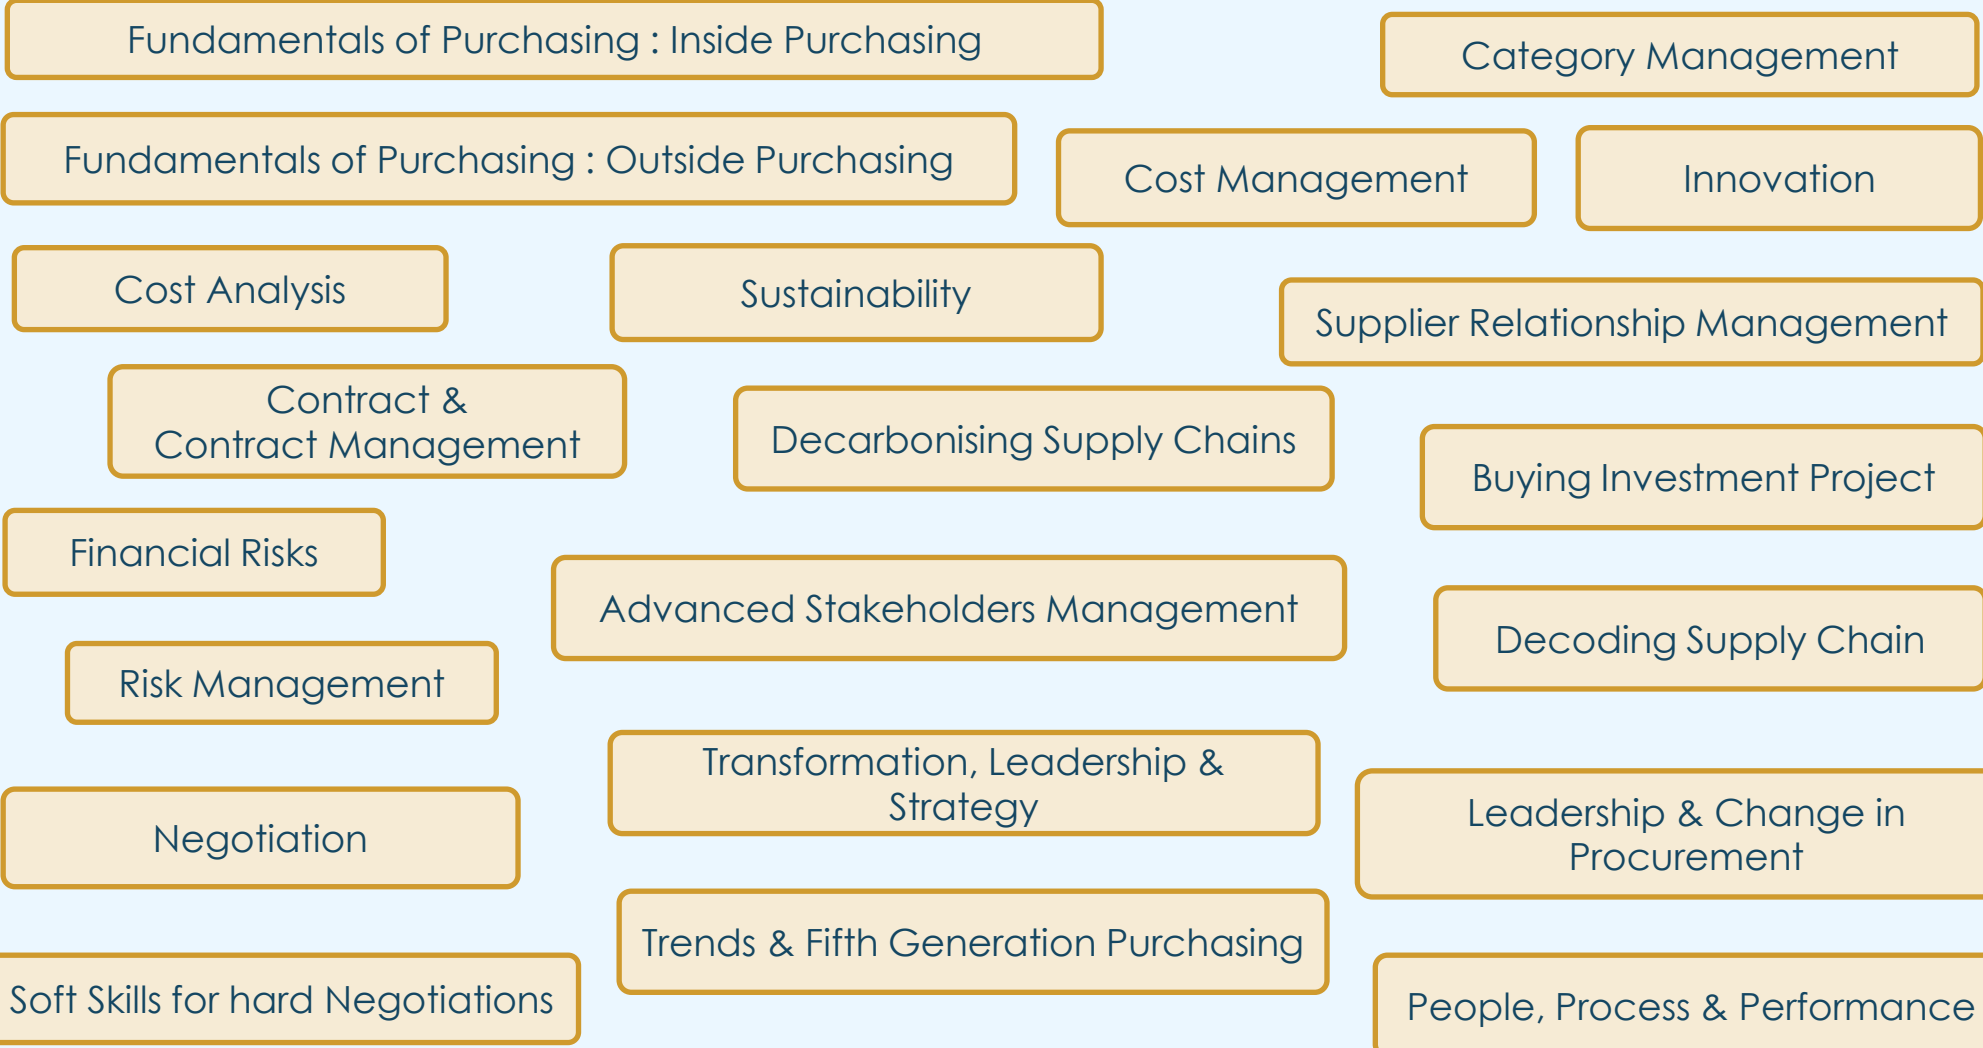 Fundamentals of Purchasing : Inside Purchasing
Category Management
Fundamentals of Purchasing : Outside Purchasing
Cost Management
Innovation
Cost Analysis
Sustainability
Supplier Relationship Management
Contract &
Contract Management
Decarbonising Supply Chains
Buying Investment Project
Financial Risks
Advanced Stakeholders Management
Decoding Supply Chain
Risk Management
Transformation, Leadership &
Strategy
Leadership & Change in
Procurement
Negotiation
Trends & Fifth Generation Purchasing
Soft Skills for hard Negotiations
People, Process & Performance